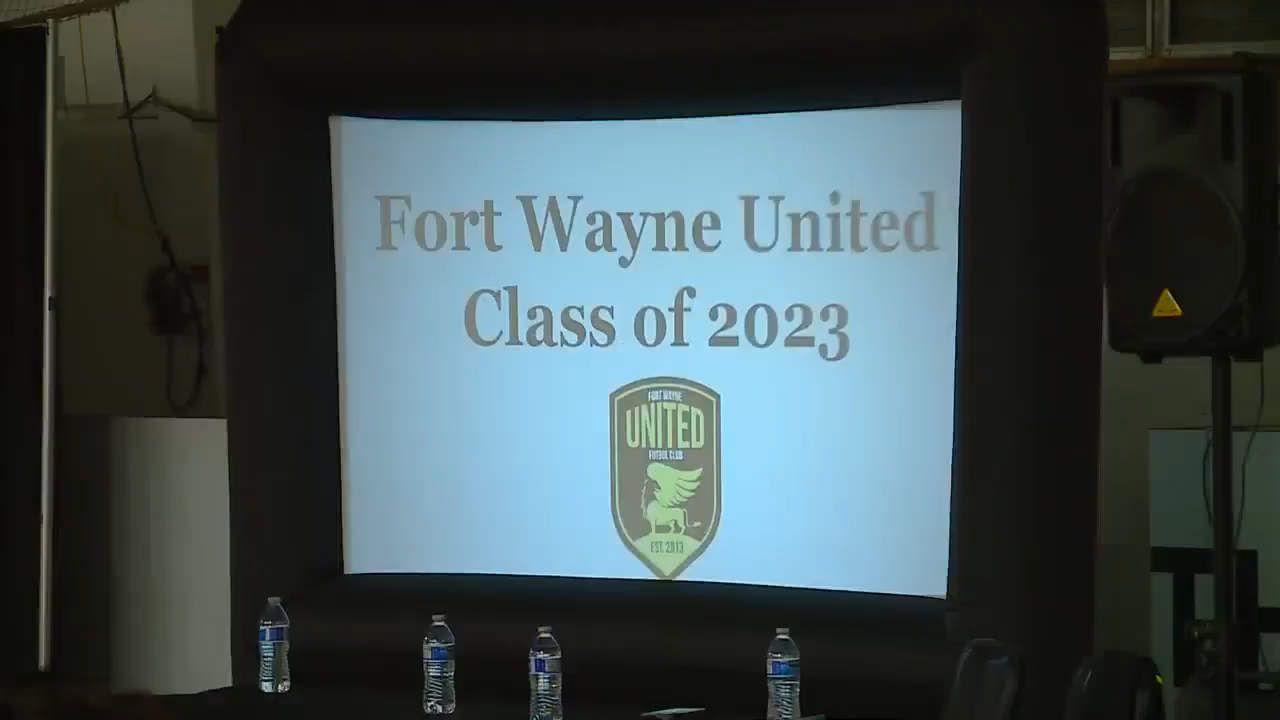 Fort Wayne United
Class of 2023
FORT WAYNE
UNITED
FUTBOL CLUB
EST. 2013